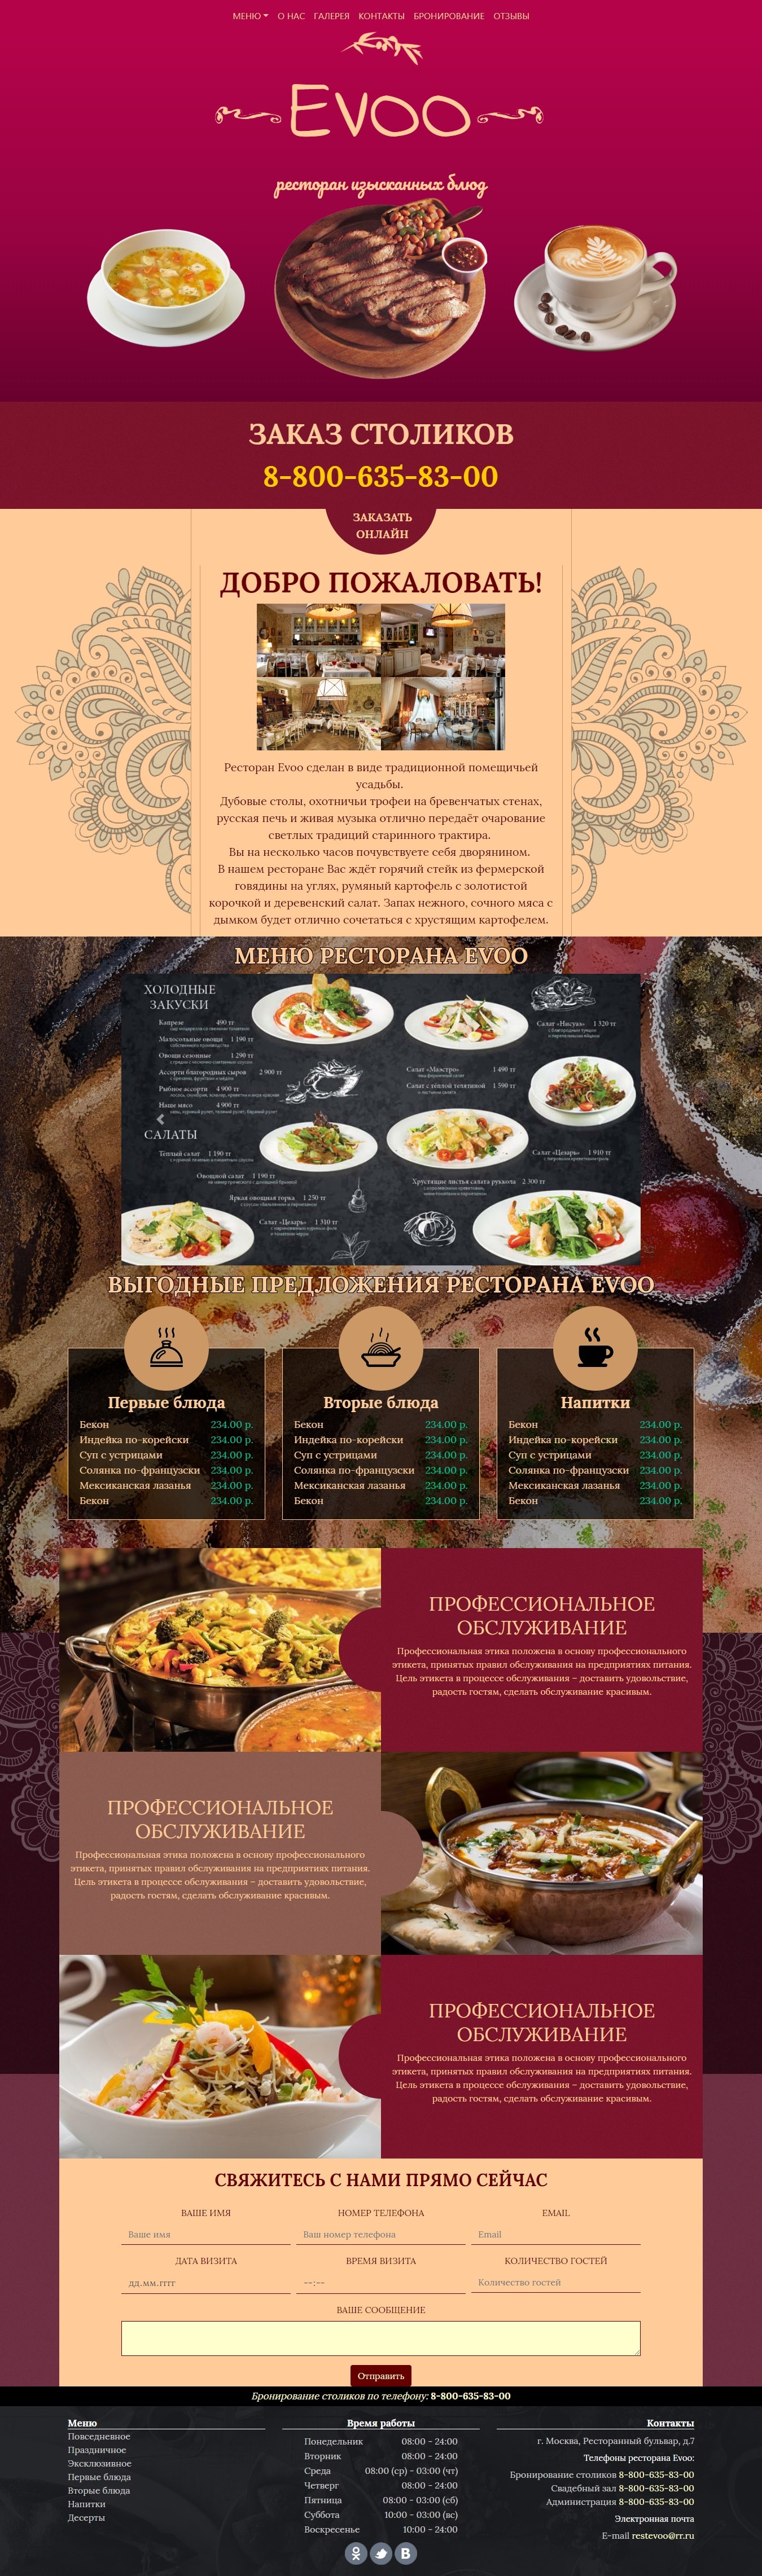 МЕНЮ О НАС ГАЛЕРЕЯ КОНТАКТЫ БРОНИРОВАНИЕ ОТЗЫВЫ
Evoo
ресторан изысканных блюд
ЗАКАЗ СТОЛИКОВ
8-800-635-83-00
ЗАКАЗАТЬ
ОНЛАЙН
ДОБРО ПОЖАЛОВАТЬ!
Ресторан Evoo сделан в виде традиционной помещичьей
усадьбы.
Дубовые столы, охотничьи трофеи на бревенчатых стенах,
русская печь и живая музыка отлично передаёт очарование
светлых традиций старинного трактира.
Вы на несколько часов почувствуете себя дворянином.
В нашем ресторане Вас ждёт горячий стейк из фермерской
говядины на углях, румяный картофель с золотистой
корочкой и деревенский салат. Запах нежного, сочного мяса с
дымком будет отлично сочетаться с хрустящим картофелем.
МЕНЮ РЕСТОРАНА EVOO
ХОЛОДНЫЕ
ЗАКУСКИ
Капрезе 490 тг
Малосольные овощи 1 190 тг
Овощи сезонные 1 290 тг
Ассорти благородных сыров 2 900 тг
Рыбное ассорти 4 900 тг
Наше мясо 4 900 тг
САЛАТЫ
Тёплый салат 1 190 тг
Овощной салат 1 190 тг
Яркая овощная горка 1 250 тг
Салат «Цезарь» 1 310 тг
Салат «Маэстро» 1 490 тг
Салат с тёплой телятиной 1 590 тг
Салат «Нисуаз» 1 320 тг
Салат «Цезарь» 1 910 тг
Хрустящие листья салата руккола 2 300 тг
ВЫГОДНЫЕ ПРЕДЛОЖЕНИЯ РЕСТОРАНА EVOO
Первые блюда
Бекон 234.00 р.
Индейка по-корейски 234.00 р.
Суп с устрицами 234.00 р.
Солянка по-французски 234.00 р.
Мексиканская лазанья 234.00 р.
Бекон 234.00 р.
Вторые блюда
Бекон 234.00 р.
Индейка по-корейски 234.00 р.
Суп с устрицами 234.00 р.
Солянка по-французски 234.00 р.
Мексиканская лазанья 234.00 р.
Бекон 234.00 р.
Напитки
Бекон 234.00 р.
Индейка по-корейски 234.00 р.
Суп с устрицами 234.00 р.
Солянка по-французски 234.00 р.
Мексиканская лазанья 234.00 р.
Бекон 234.00 р.
ПРОФЕССИОНАЛЬНОЕ
ОБСЛУЖИВАНИЕ
Профессиональная этика положена в основу профессионального
этикета, принятых правил обслуживания на предприятиях питания.
Цель этикета в процессе обслуживания – доставить удовольствие,
радость гостям, сделать обслуживание красивым.
ПРОФЕССИОНАЛЬНОЕ
ОБСЛУЖИВАНИЕ
Профессиональная этика положена в основу профессионального
этикета, принятых правил обслуживания на предприятиях питания.
Цель этикета в процессе обслуживания – доставить удовольствие,
радость гостям, сделать обслуживание красивым.
ПРОФЕССИОНАЛЬНОЕ
ОБСЛУЖИВАНИЕ
Профессиональная этика положена в основу профессионального
этикета, принятых правил обслуживания на предприятиях питания.
Цель этикета в процессе обслуживания – доставить удовольствие,
радость гостям, сделать обслуживание красивым.
СВЯЖИТЕСЬ С НАМИ ПРЯМО СЕЙЧАС
ВАШЕ ИМЯ НОМЕР ТЕЛЕФОНА EMAIL
Ваше имя Ваш номер телефона Email
ДАТА ВИЗИТА ВРЕМЯ ВИЗИТА КОЛИЧЕСТВО ГОСТЕЙ
дд.мм.гггг --:-- Количество гостей
ВАШЕ СООБЩЕНИЕ
Отправить
Бронирование столиков по телефону: 8-800-635-83-00
Меню
Повседневное
Праздничное
Эксклюзивное
Первые блюда
Вторые блюда
Напитки
Десерты
Время работы
Понедельник 08:00 - 24:00
Вторник 08:00 - 24:00
Среда 08:00 (ср) - 03:00 (чт)
Четверг 08:00 - 24:00
Пятница 08:00 - 03:00 (сб)
Суббота 10:00 - 03:00 (вс)
Воскресенье 10:00 - 24:00
Контакты
г. Москва, Ресторанный бульвар, д.7
Телефоны ресторана Evoo:
Бронирование столиков 8-800-635-83-00
Свадебный зал 8-800-635-83-00
Администрация 8-800-635-83-00
Электронная почта
E-mail restevoo@rr.ru